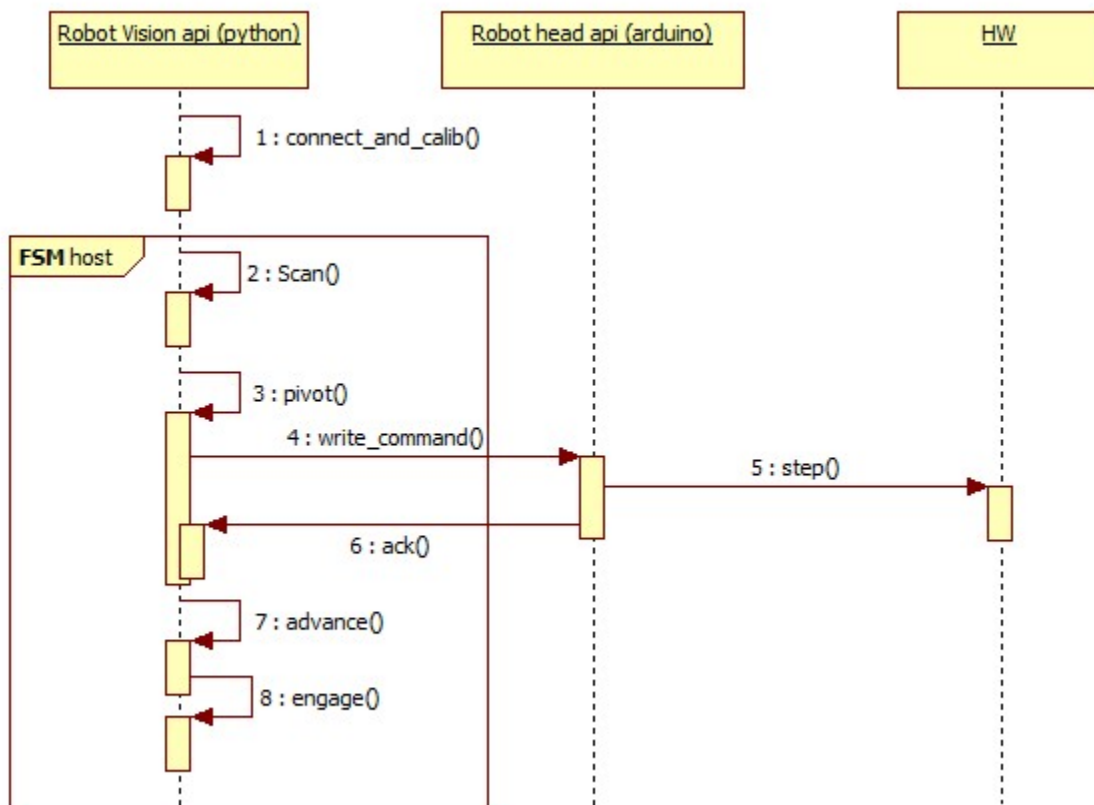 Robot Vision api (python)
Robot head api (arduino)
HW
1 : connect_and_calib()
FSM host
2 : Scan()
3 : pivot()
4 : write_command()
5 : step()
6 : ack()
7 : advance()
8 : engage()